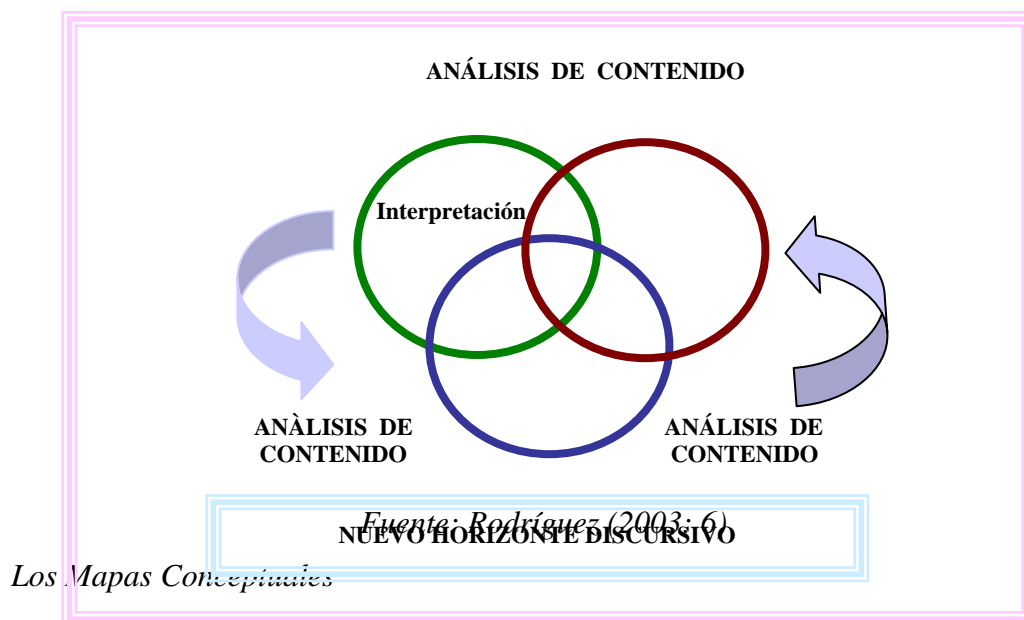 ANÁLISIS DE CONTENIDO
Interpretación
ANÀLISIS DE
CONTENIDO
ANÁLISIS DE
CONTENIDO
Fuente: Rodríguez (2003: 6)
NUEVO HORIZONTE DISCURSIVO
Los Mapas Conceptuales